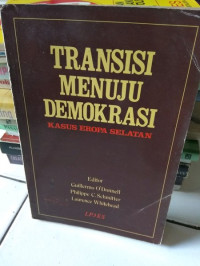 TRANSISI
MENUJU
DEMOKRASI
KASUS EROPA SELATAN
Editor
Guillermo O'Donnell
Philippe C. Schmitter
Laurence Whitehead
LP3ES